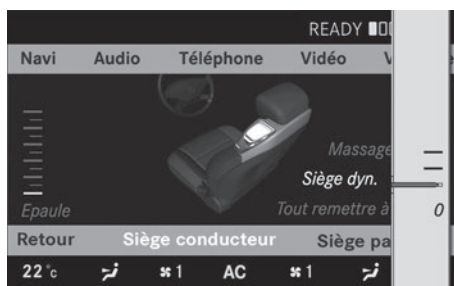 READY
Navi Audio Téléphone Vidéo
Massage
Siège dyn.
Epaule Tout remettre à 0
Retour Siège conducteur Siège
22 °c 1 AC 1